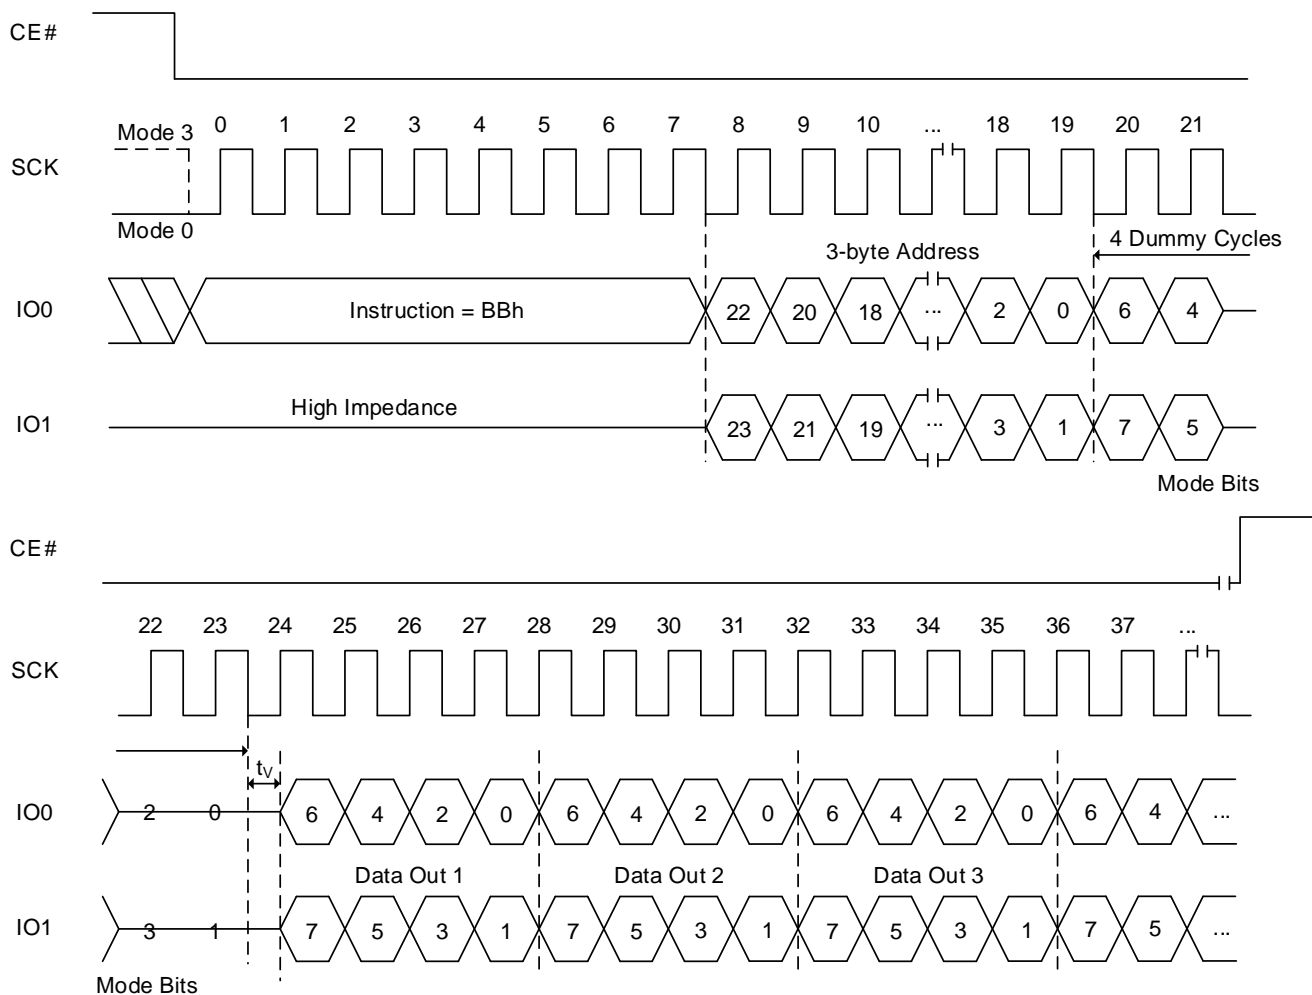 CE#
Mode 3 0 1 2 3 4 5 6 7 8 9 10 ... 18 19 20 21
SCK
Mode 0
3-byte Address 4 Dummy Cycles
IO0 Instruction = BBh 22 20 18 ... 2 0 6 4
High Impedance
IO1 23 21 19 ... 3 1 7 5
Mode Bits
CE#
22 23 24 25 26 27 28 29 30 31 32 33 34 35 36 37 ...
SCK
tV
IO0 2 0 6 4 2 0 6 4 2 0 6 4 2 0 6 4 ...
Data Out 1 Data Out 2 Data Out 3
IO1 3 1 7 5 3 1 7 5 3 1 7 5 3 1 7 5 ...
Mode Bits